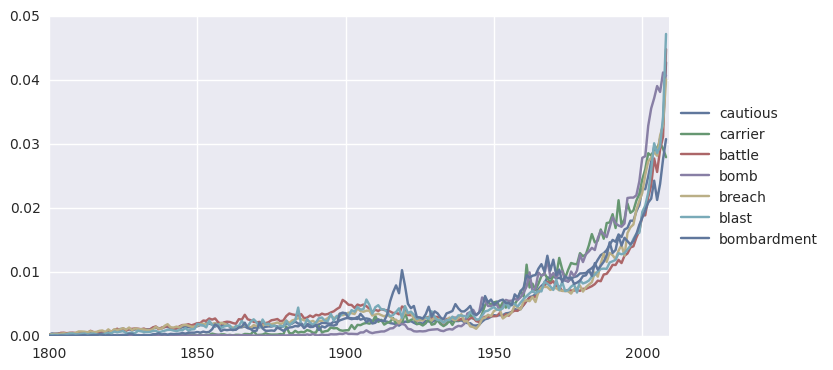 0.05
0.04
0.03
0.02
0.01
0.00
1800 1850 1900 1950 2000
cautious
carrier
battle
bomb
breach
blast
bombardment